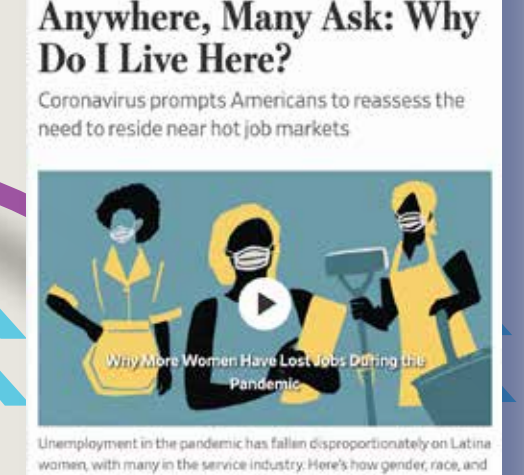 Anywhere, Many Ask: Why
Do I Live Here?
Coronavirus prompts Americans to reassess the
need to reside near hot job markets
Why More Women Have Lost Jobs During the
Pandemic
Unemployment in the pandemic has fallen disproportionately on Latina
women, with many in the service industry. Here's how gender, race, and